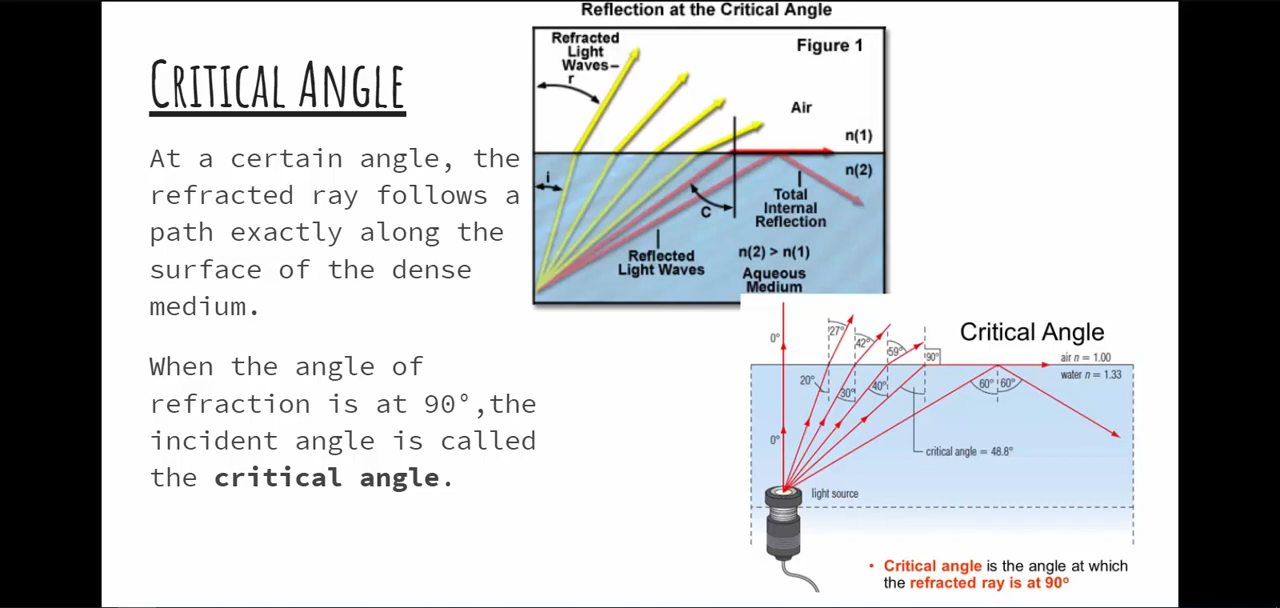 CRITICAL ANGLE
At a certain angle, the
refracted ray follows a
path exactly along the
surface of the dense
medium.
When the angle of
refraction is at 90°,the
incident angle is called
the critical angle.
Reflection at the Critical Angle
Refracted
Light
Waves–
r
Figure 1
Air
n(1)
n(2)
i
C
Total
Internal
Reflection
Reflected
Light Waves
n(2) > n(1)
Aqueous
Medium
Critical Angle
0°
27°
42°
59°
90°
air n = 1.00
water n = 1.33
20°
30°
40°
60°
60°
0°
critical angle = 48.8°
light source
• Critical angle is the angle at which
the refracted ray is at 90°